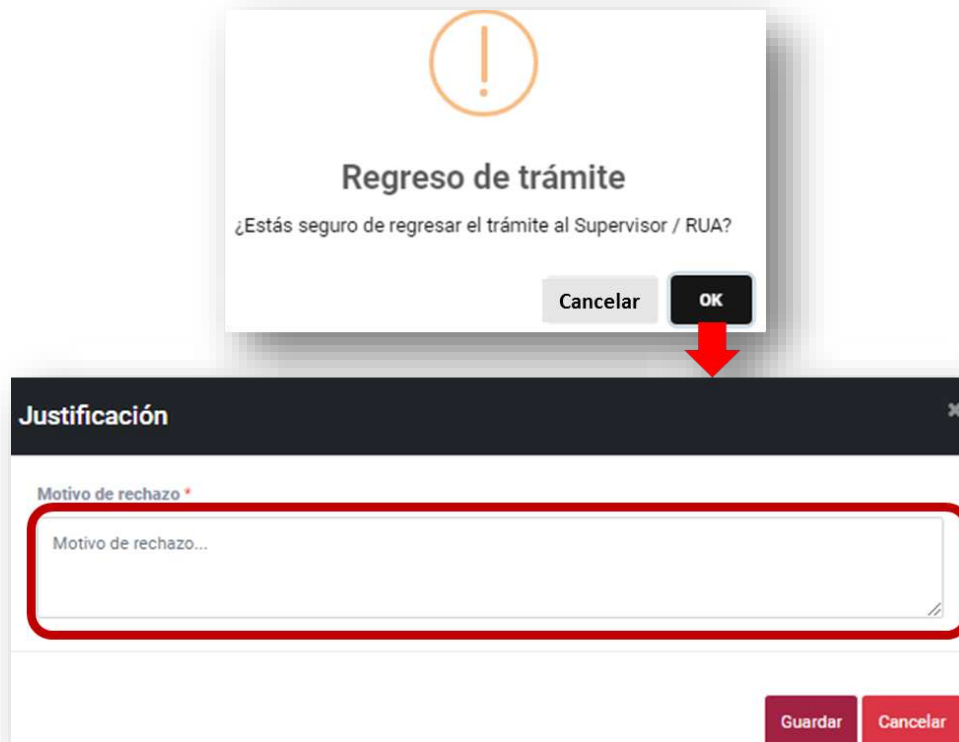 Regreso de trámite
¿Estás seguro de regresar el trámite al Supervisor / RUA?
Cancelar OK
Justificación
Motivo de rechazo *
Motivo de rechazo...
Guardar Cancelar